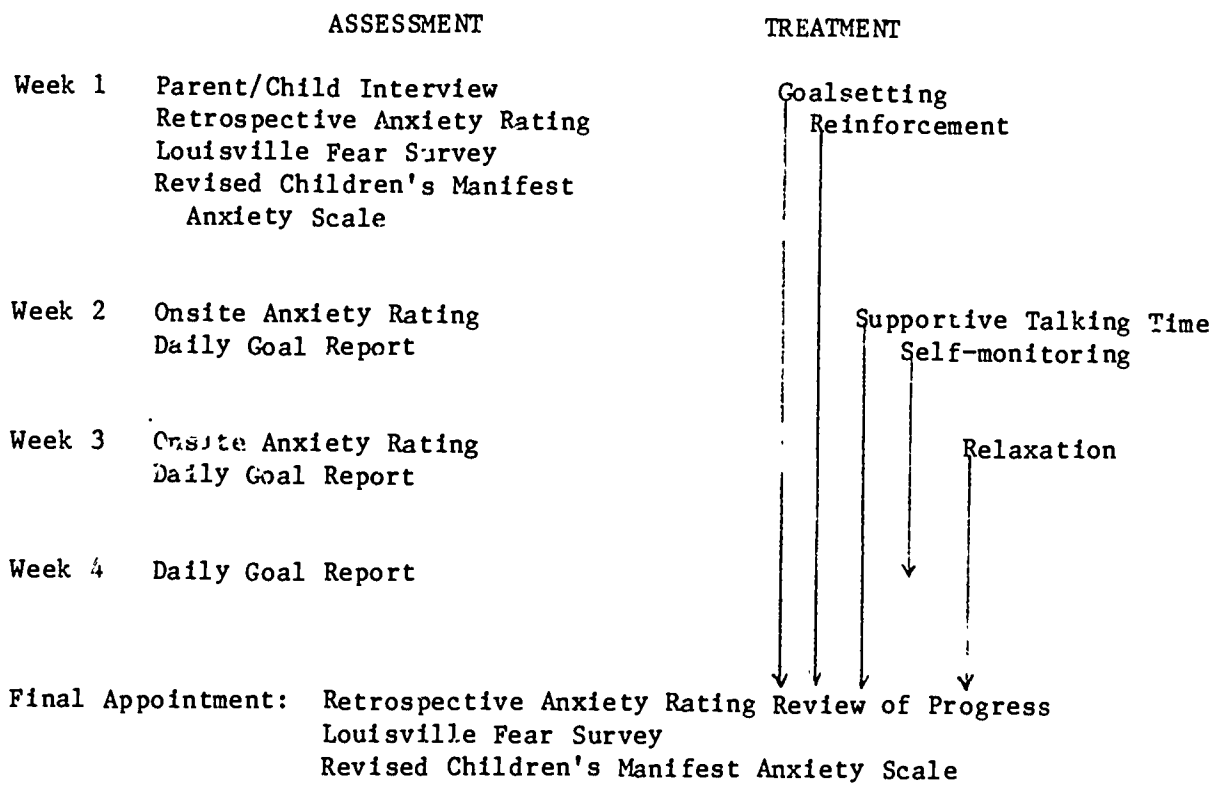 ASSESSMENT TREATMENT
Week 1 Parent/Child Interview Goalsetting
Retrospective Anxiety Rating Reinforcement
Louisville Fear Survey
Revised Children's Manifest
Anxiety Scale
Week 2 Onsite Anxiety Rating Supportive Talking Time
Daily Goal Report Self-monitoring
Week 3 Onsite Anxiety Rating Relaxation
Daily Goal Report
Week 4 Daily Goal Report
Final Appointment: Retrospective Anxiety Rating Review of Progress
Louisville Fear Survey
Revised Children's Manifest Anxiety Scale